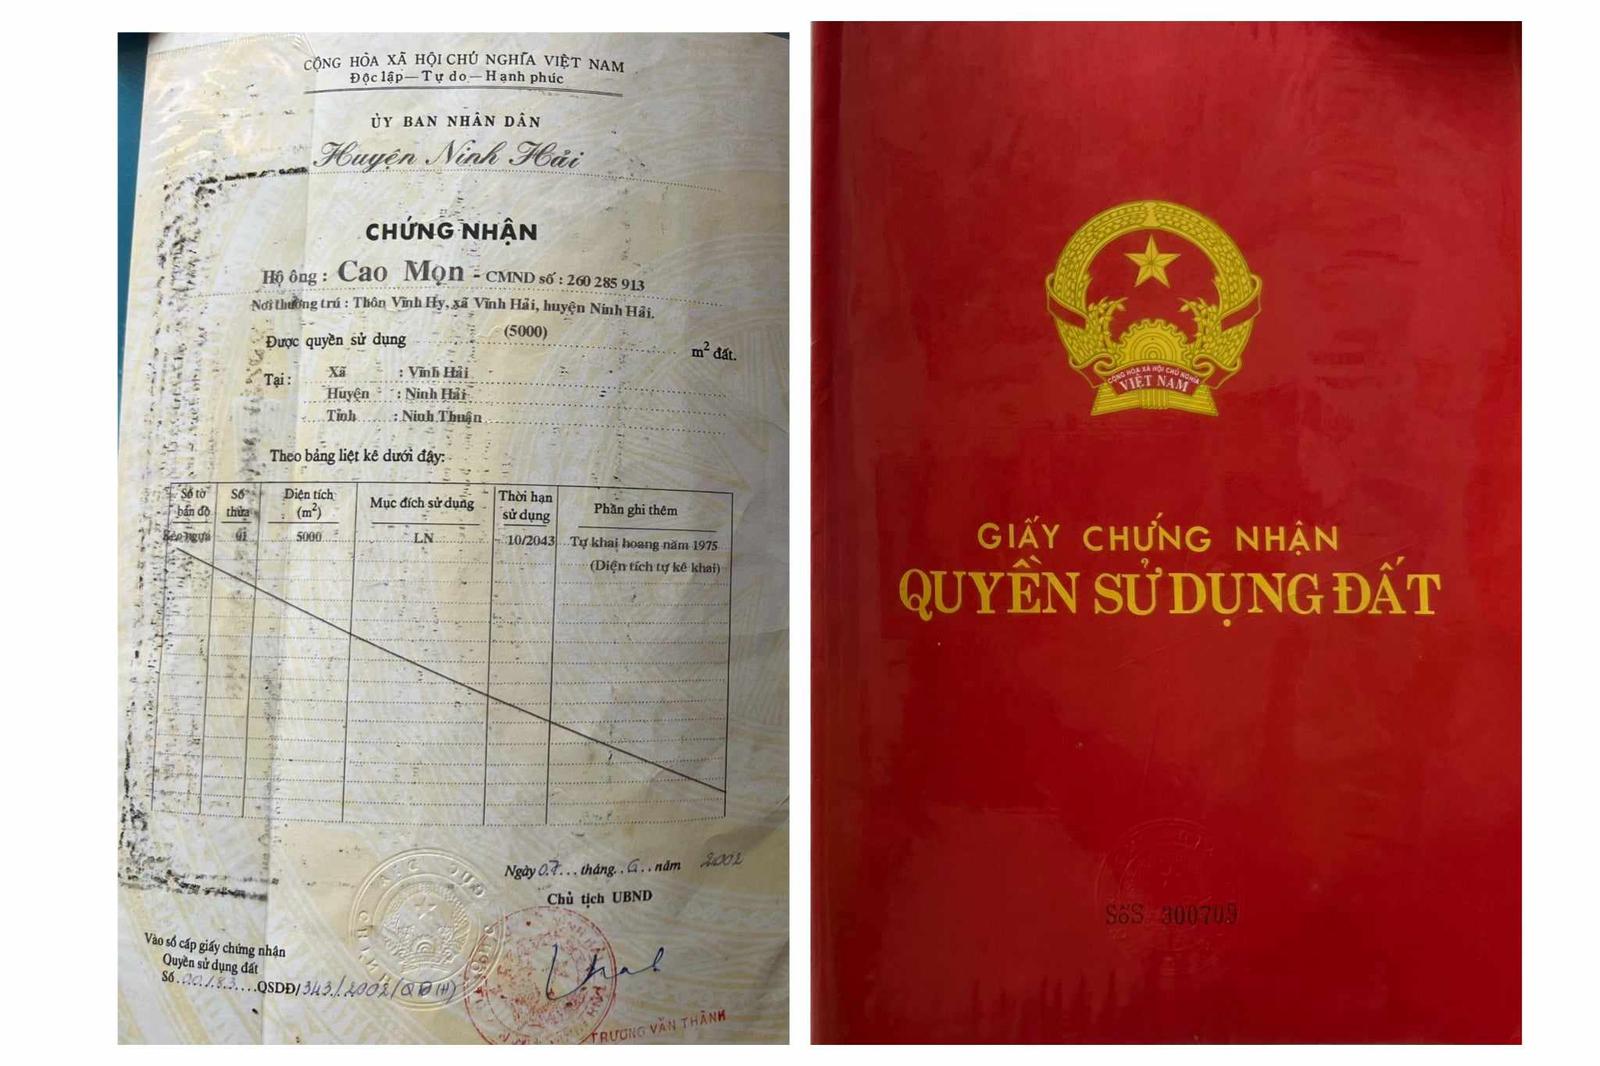 CỘNG HÒA XÃ HỘI CHỦ NGHĨA VIỆT NAM
Độc lập — Tự do — Hạnh phúc
ỦY BAN NHÂN DÂN
Huyện Ninh Hải
CHỨNG NHẬN
Hộ ông : Cao Mọn - CMND số : 260 285 913
Nơi thường trú : Thôn Vĩnh Hy, xã Vĩnh Hải, huyện Ninh Hải.
Được quyền sử dụng (5000) m² đất.
Tại : Xã : Vĩnh Hải
Huyện : Ninh Hải
Tỉnh : Ninh Thuận
Theo bảng liệt kê dưới đây:
Số tờ bản đồ Số thửa Diện tích (m²) Mục đích sử dụng Thời hạn sử dụng Phần ghi thêm
01 5000 LN 10/2043 Tự khai hoang năm 1975
(Diện tích tự kê khai)
Ngày 07 tháng 6 năm 2002
Chủ tịch UBND
Vào sổ cấp giấy chứng nhận
Quyền sử dụng đất
Số 00183 QSDĐ/343/2002/QĐ(H)
TRƯƠNG VĂN THÀNH
CỘNG HÒA XÃ HỘI CHỦ NGHĨA
VIỆT NAM
GIẤY CHỨNG NHẬN
QUYỀN SỬ DỤNG ĐẤT
SốS 300709